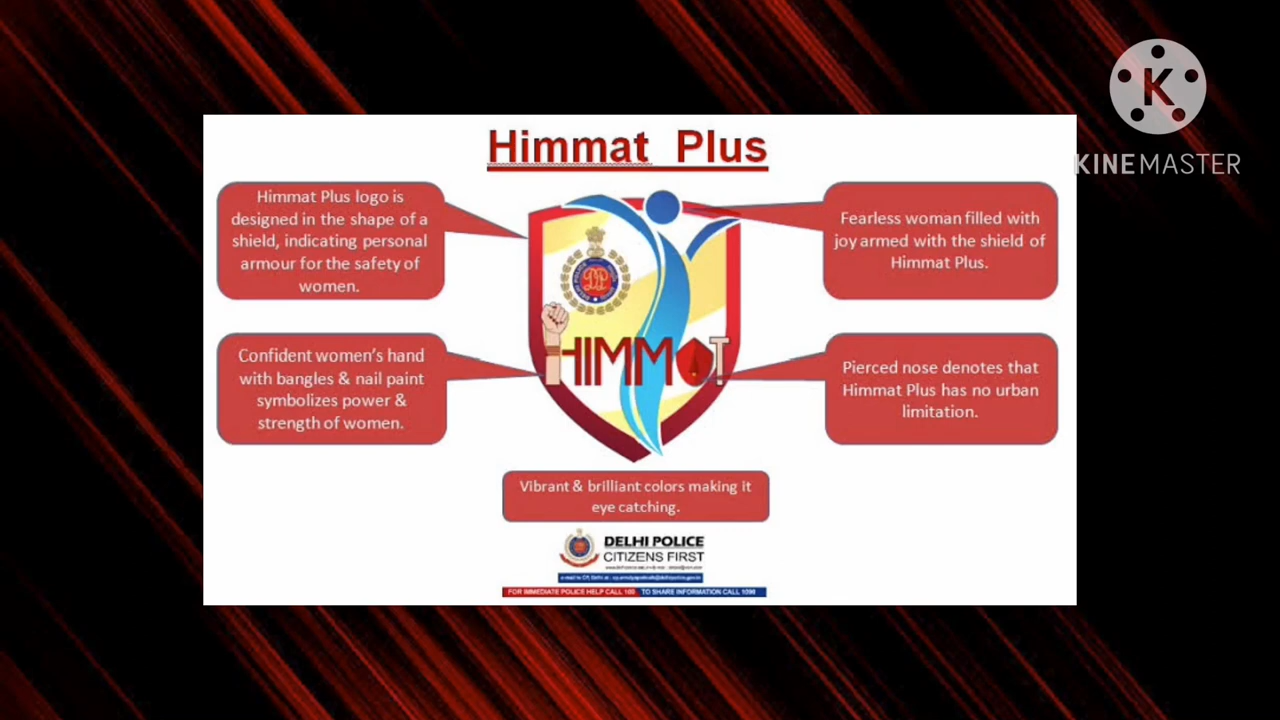 Himmat Plus
Himmat Plus logo is
designed in the shape of a
shield, indicating personal
armour for the safety of
women.
Fearless woman filled with
joy armed with the shield of
Himmat Plus.
Confident women's hand
with bangles & nail paint
symbolizes power &
strength of women.
Pierced nose denotes that
Himmat Plus has no urban
limitation.
HIMMAT
Vibrant & brilliant colors making it
eye catching.
DELHI POLICE
CITIZENS FIRST
FOR IMMEDIATE POLICE HELP CALL 100 TO SHARE INFORMATION CALL 1090
K
KINEMASTER